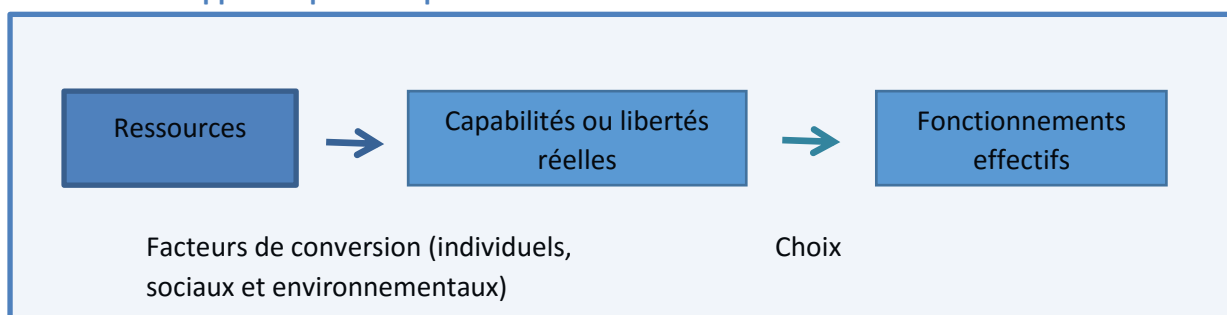 Ressources
Capabilités ou libertés
réelles
Fonctionnements
effectifs
Facteurs de conversion (individuels,
sociaux et environnementaux)
Choix